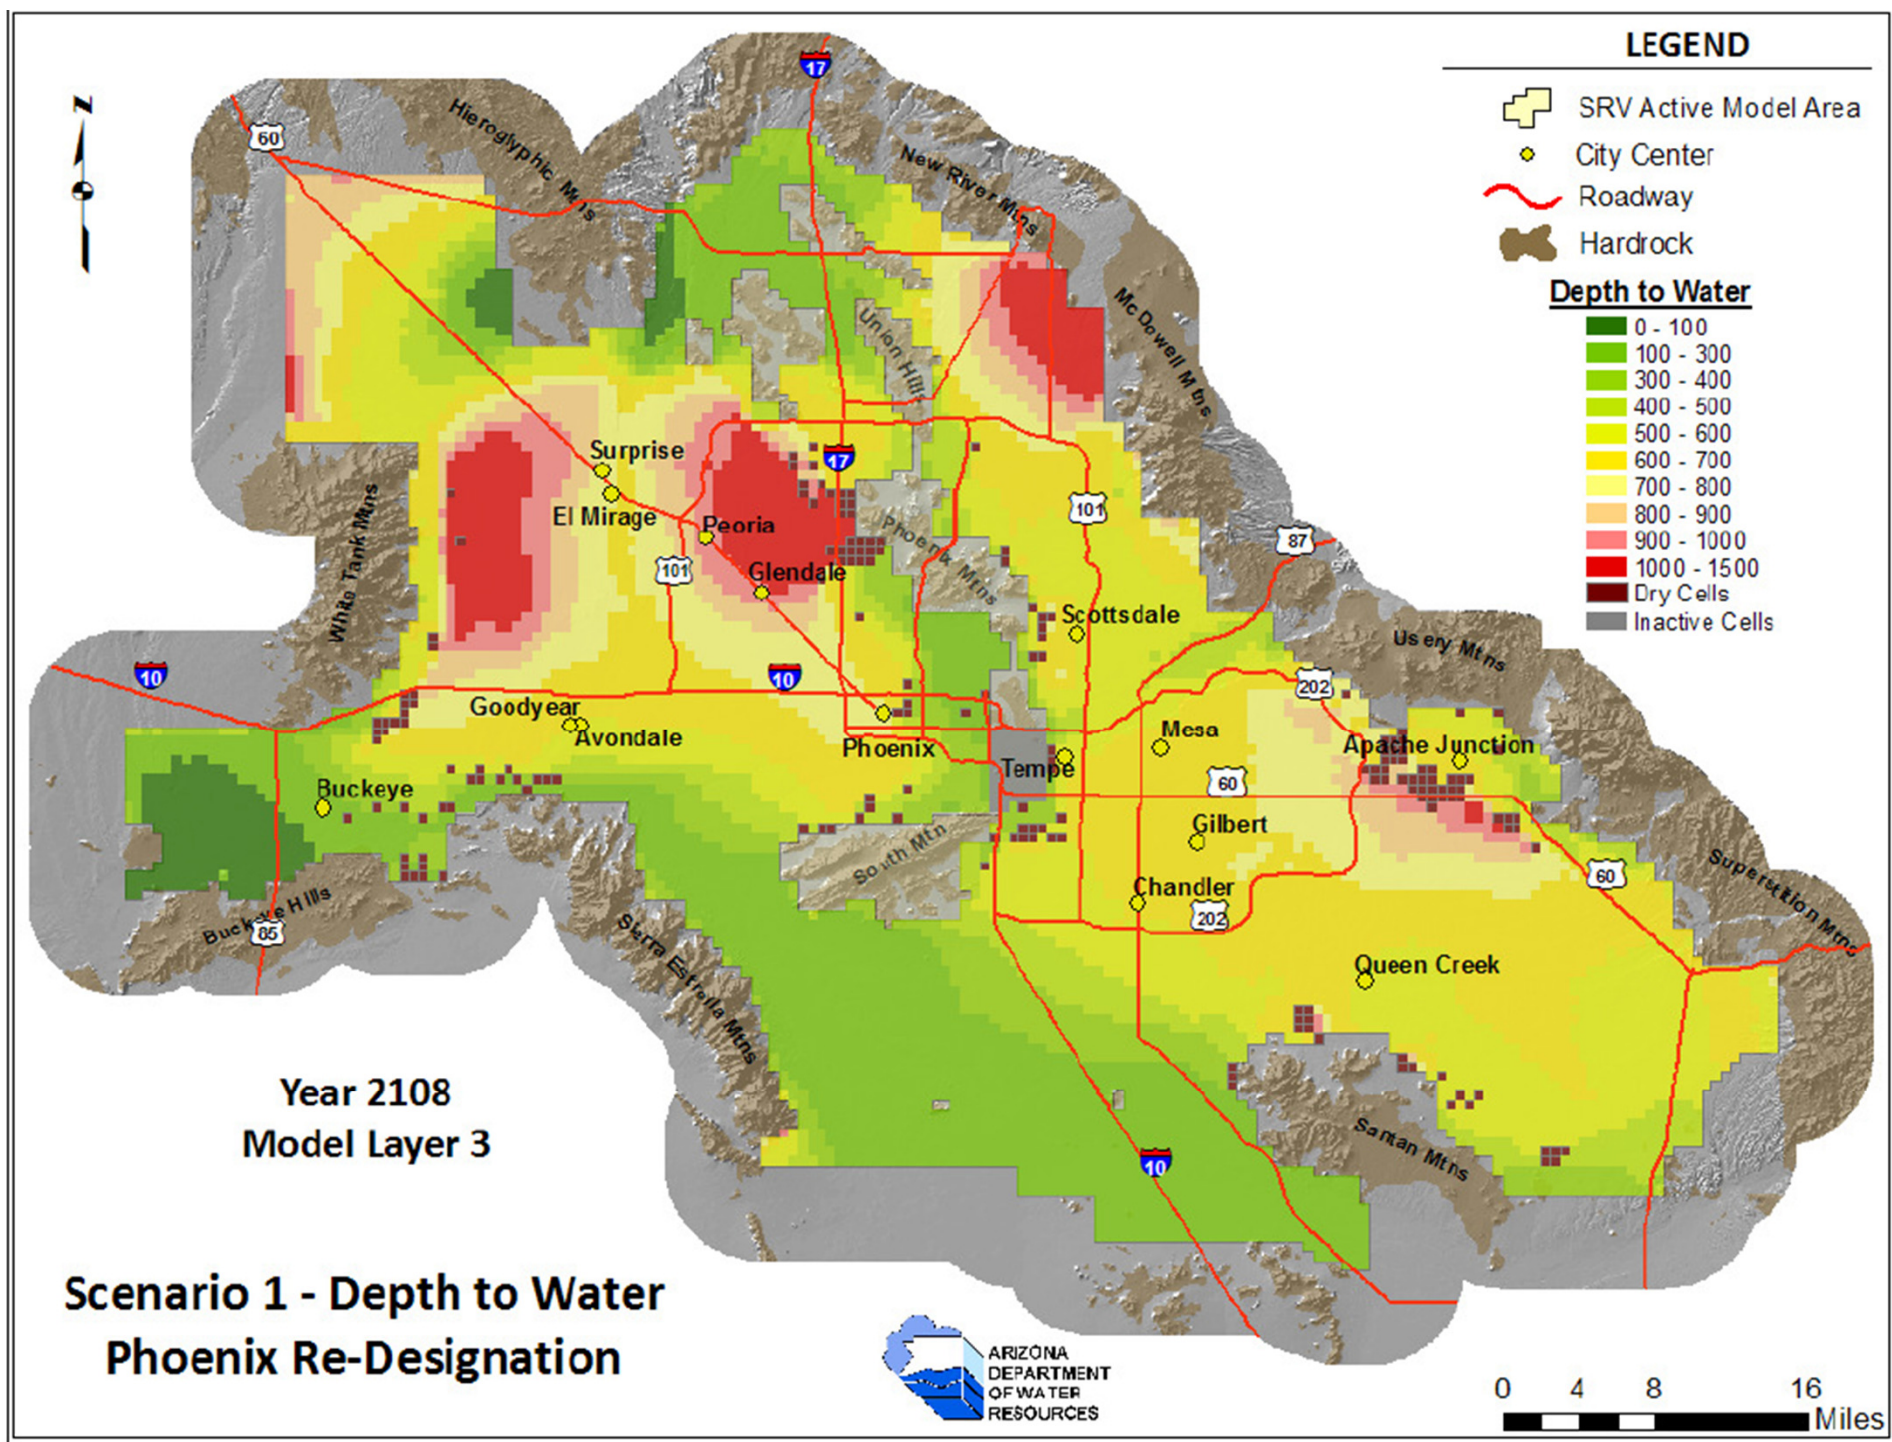 LEGEND
SRV Active Model Area
City Center
Roadway
Hardrock
Depth to Water
0 - 100
100 - 300
300 - 400
400 - 500
500 - 600
600 - 700
700 - 800
800 - 900
900 - 1000
1000 - 1500
Dry Cells
Inactive Cells
N
17
60
Hieroglyphic Mtns
New River Mtns
Union Hills
McDowell Mtns
Surprise
17
El Mirage
Peoria
101
87
White Tank Mtns
Phoenix Mtns
101
Glendale
Scottsdale
Usery Mtns
10
10
202
Goodyear
Avondale
Phoenix
Mesa
Apache Junction
Tempe
60
Buckeye
Gilbert
South Mtn
60
Superstition Mtns
Chandler
202
Buckeye Hills
85
Sierra Estrella Mtns
Queen Creek
Santan Mtns
10
Year 2108
Model Layer 3
Scenario 1 - Depth to Water
Phoenix Re-Designation
ARIZONA
DEPARTMENT
OF WATER
RESOURCES
0 4 8 16
Miles